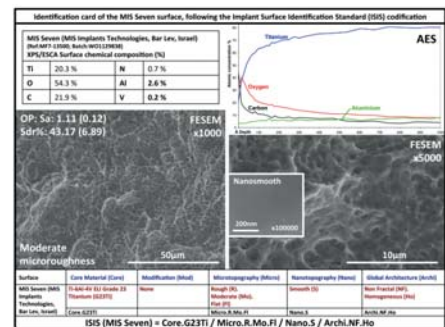 Identification card of the MIS Seven surface, following the Implant Surface Identification Standard (ISIS) codification
MIS Seven (MIS Implants Technologies, Bar Lev, Israel)
XPS/ESCA Surface chemical composition (%)
Ti 20.3 % N 0.7 %
O 54.3 % Al 2.6 %
C 21.9 % V 0.2 %
AES
Titanium
Oxygen
Carbon
Aluminium
Depth
OP: Sa: 1.11 (0.12)
Sdr%: 43.17 (6.89)
FESEM
x1000
Moderate
microroughness
50μm
FESEM
x5000
Nanosmooth
200nm
x100000
10μm
Surface Core Material (Core) Modification (Mod) Microtopography (Micro) Nanotopography (Nano) Global Architecture (Archi)
MIS Seven (MIS Implants Technologies, Bar Lev, Israel)
Ti-6Al-4V ELI Grade 23 Titanium (G23Ti)
None
Rough (R), Moderate (Mo), Flat (Fl)
Smooth (S)
Non Fractal (NF), Homogeneous (Ho)
Core.G23Ti Micro.R.Mo.Fl Nano.S Archi.NF.Ho
ISIS (MIS Seven) = Core.G23Ti / Micro.R.Mo.Fl / Nano.S / Archi.NF.Ho